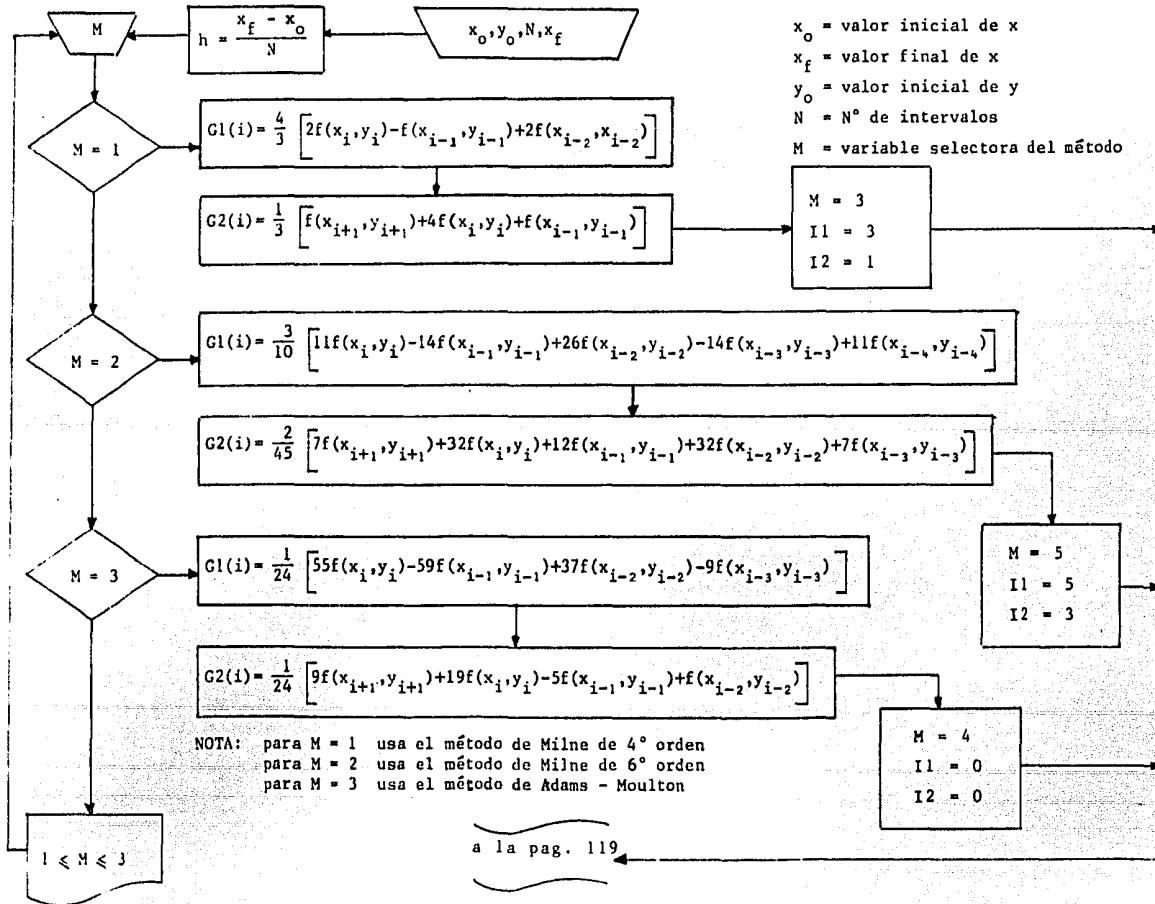 M
h = \frac{x_f - x_o}{N}
x_o, y_o, N, x_f
x_o = valor inicial de x
x_f = valor final de x
y_o = valor inicial de y
N = N° de intervalos
M = variable selectora del método
M = 1
G1(i) = \frac{4}{3} [2f(x_i,y_i)-f(x_{i-1},y_{i-1})+2f(x_{i-2},x_{i-2})]
G2(i) = \frac{1}{3} [f(x_{i+1},y_{i+1})+4f(x_i,y_i)+f(x_{i-1},y_{i-1})]
M = 3
I1 = 3
I2 = 1
M = 2
G1(i) = \frac{3}{10} [11f(x_i,y_i)-14f(x_{i-1},y_{i-1})+26f(x_{i-2},y_{i-2})-14f(x_{i-3},y_{i-3})+11f(x_{i-4},y_{i-4})]
G2(i) = \frac{2}{45} [7f(x_{i+1},y_{i+1})+32f(x_i,y_i)+12f(x_{i-1},y_{i-1})+32f(x_{i-2},y_{i-2})+7f(x_{i-3},y_{i-3})]
M = 5
I1 = 5
I2 = 3
M = 3
G1(i) = \frac{1}{24} [55f(x_i,y_i)-59f(x_{i-1},y_{i-1})+37f(x_{i-2},y_{i-2})-9f(x_{i-3},y_{i-3})]
G2(i) = \frac{1}{24} [9f(x_{i+1},y_{i+1})+19f(x_i,y_i)-5f(x_{i-1},y_{i-1})+f(x_{i-2},y_{i-2})]
M = 4
I1 = 0
I2 = 0
NOTA: para M = 1 usa el método de Milne de 4° orden
para M = 2 usa el método de Milne de 6° orden
para M = 3 usa el método de Adams - Moulton
1 ≤ M ≤ 3
a la pag. 119